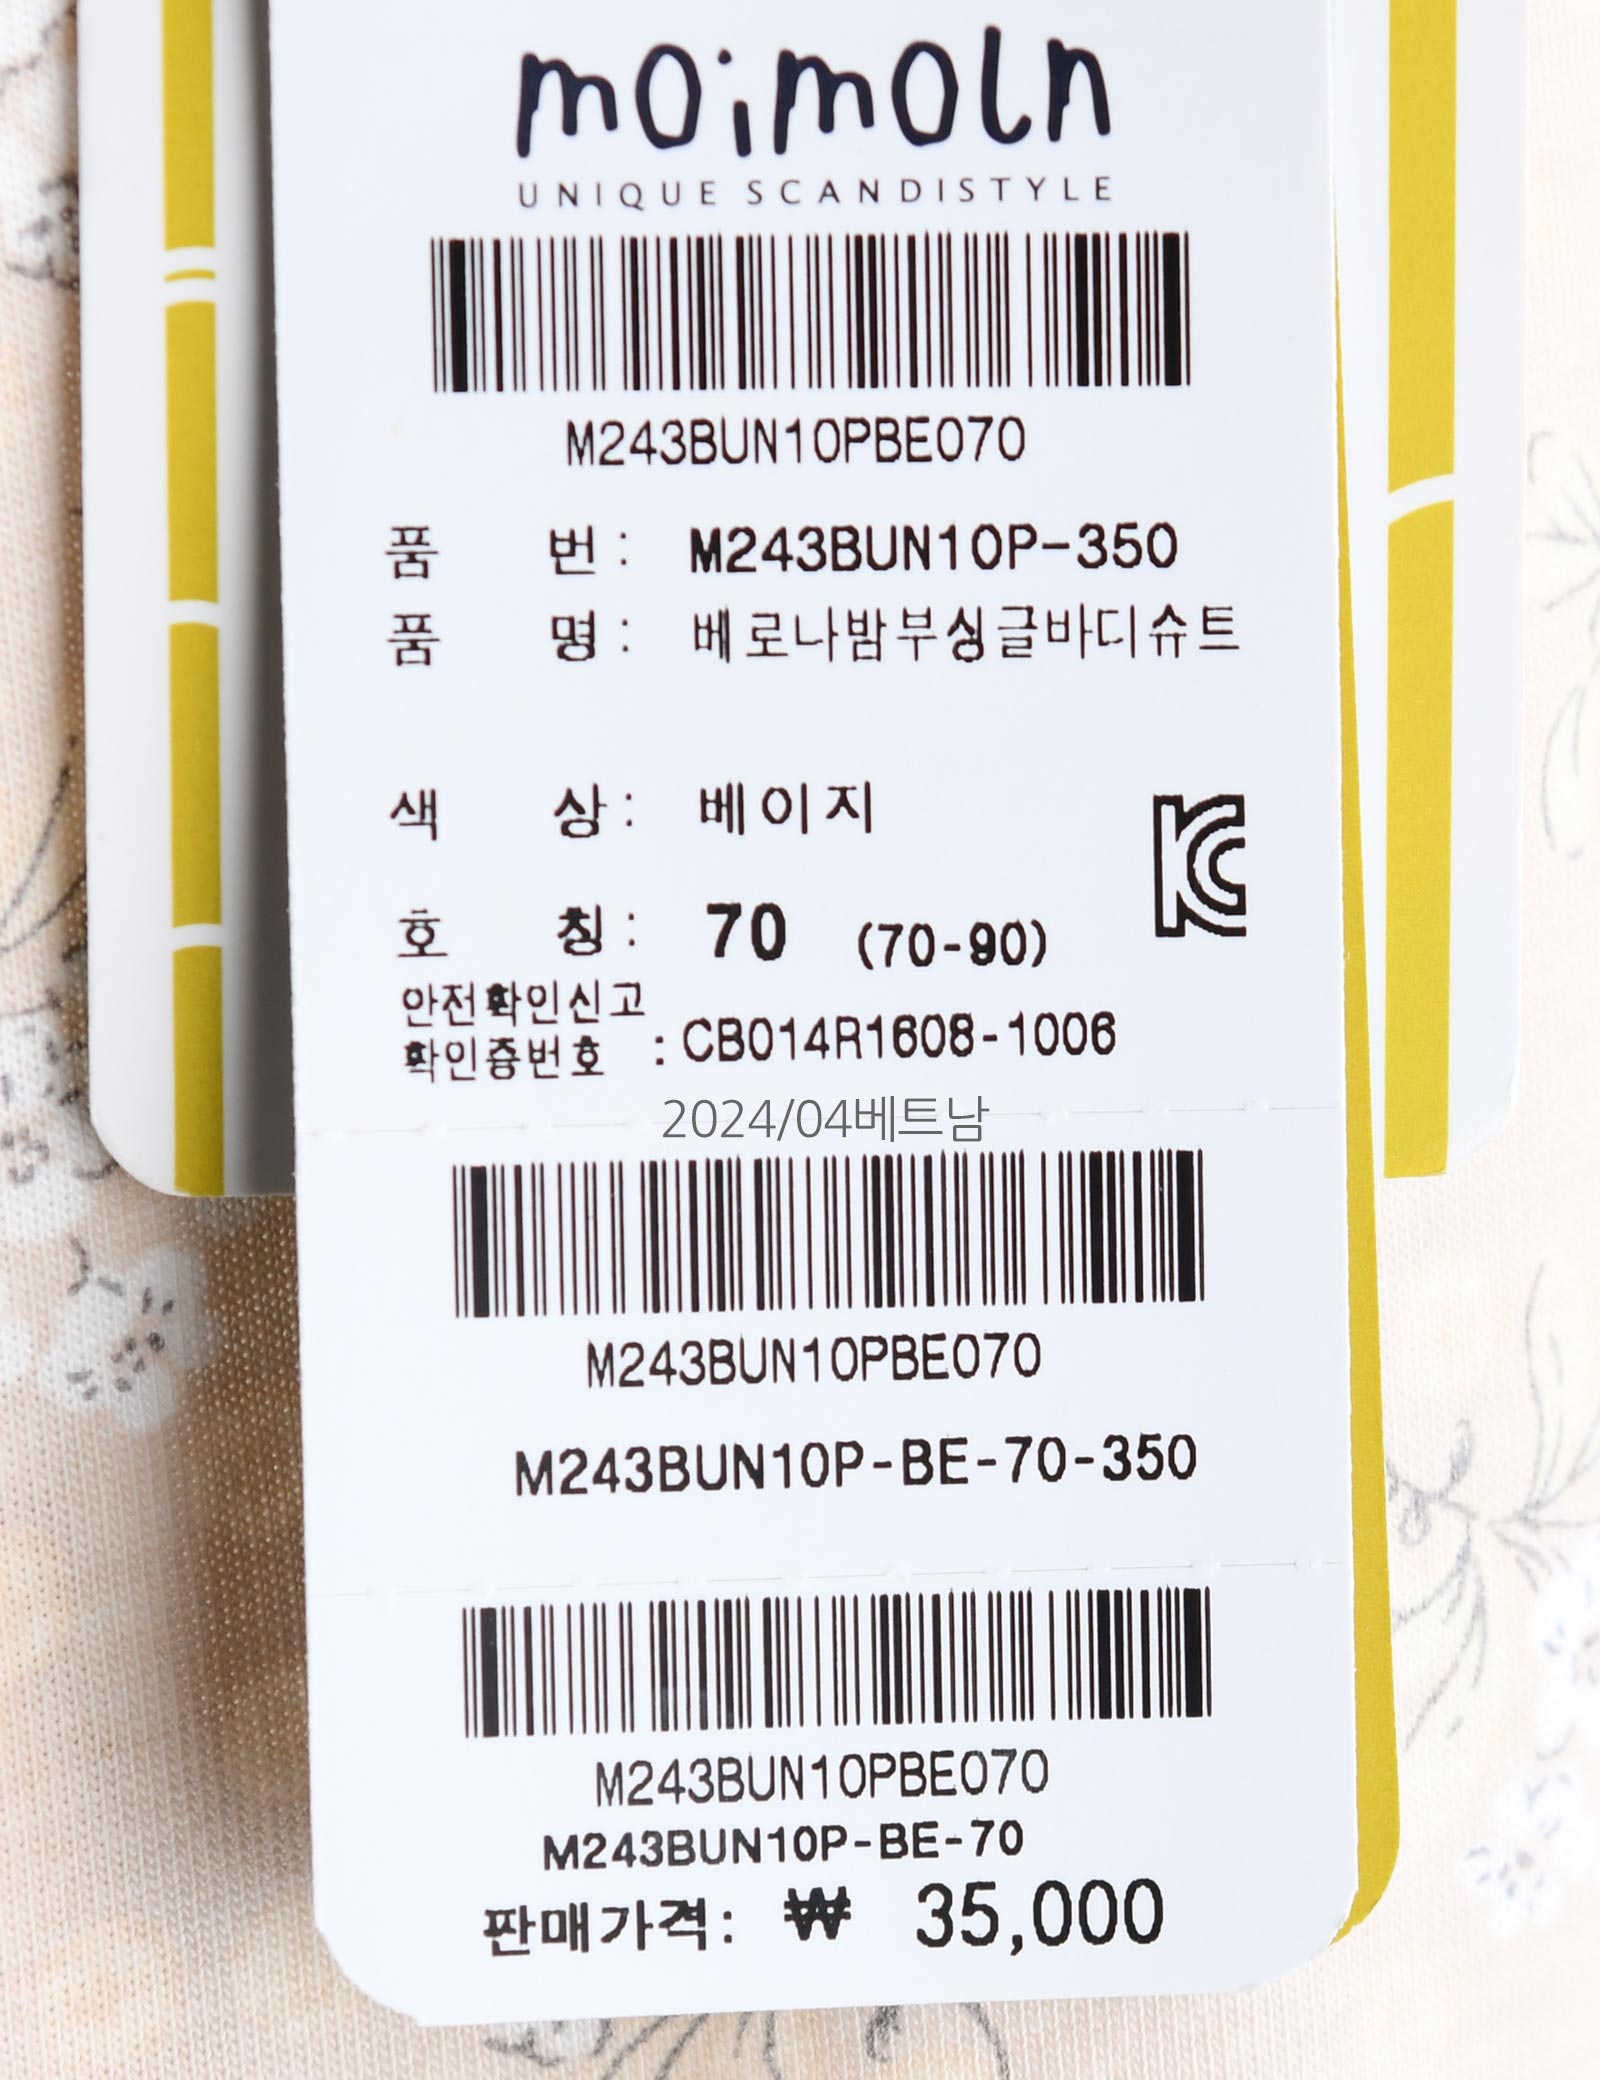 moimoln
UNIQUE SCANDISTYLE
M243BUN10PBE070
품 번 : M243BUN10P-350
품 명 : 베로나밤부싱글바디슈트
색 상 : 베이지
호 칭 : 70 (70-90)
안전확인신고
확인증번호 : CB014R1608-1006
2024/04베트남
M243BUN10PBE070
M243BUN10P-BE-70-350
M243BUN10PBE070
M243BUN10P-BE-70
판매가격: ₩ 35,000